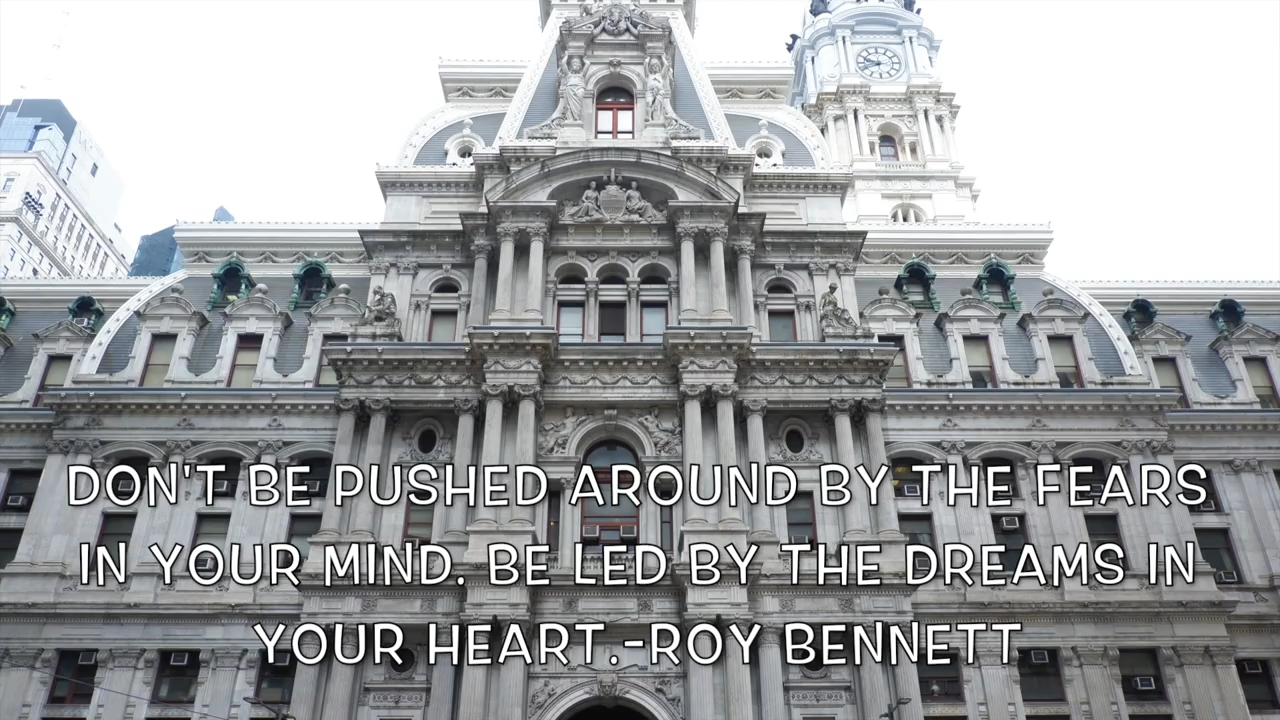 DON'T BE PUSHED AROUND BY THE FEARS
IN YOUR MIND. BE LED BY THE DREAMS IN
YOUR HEART.-ROY BENNETT